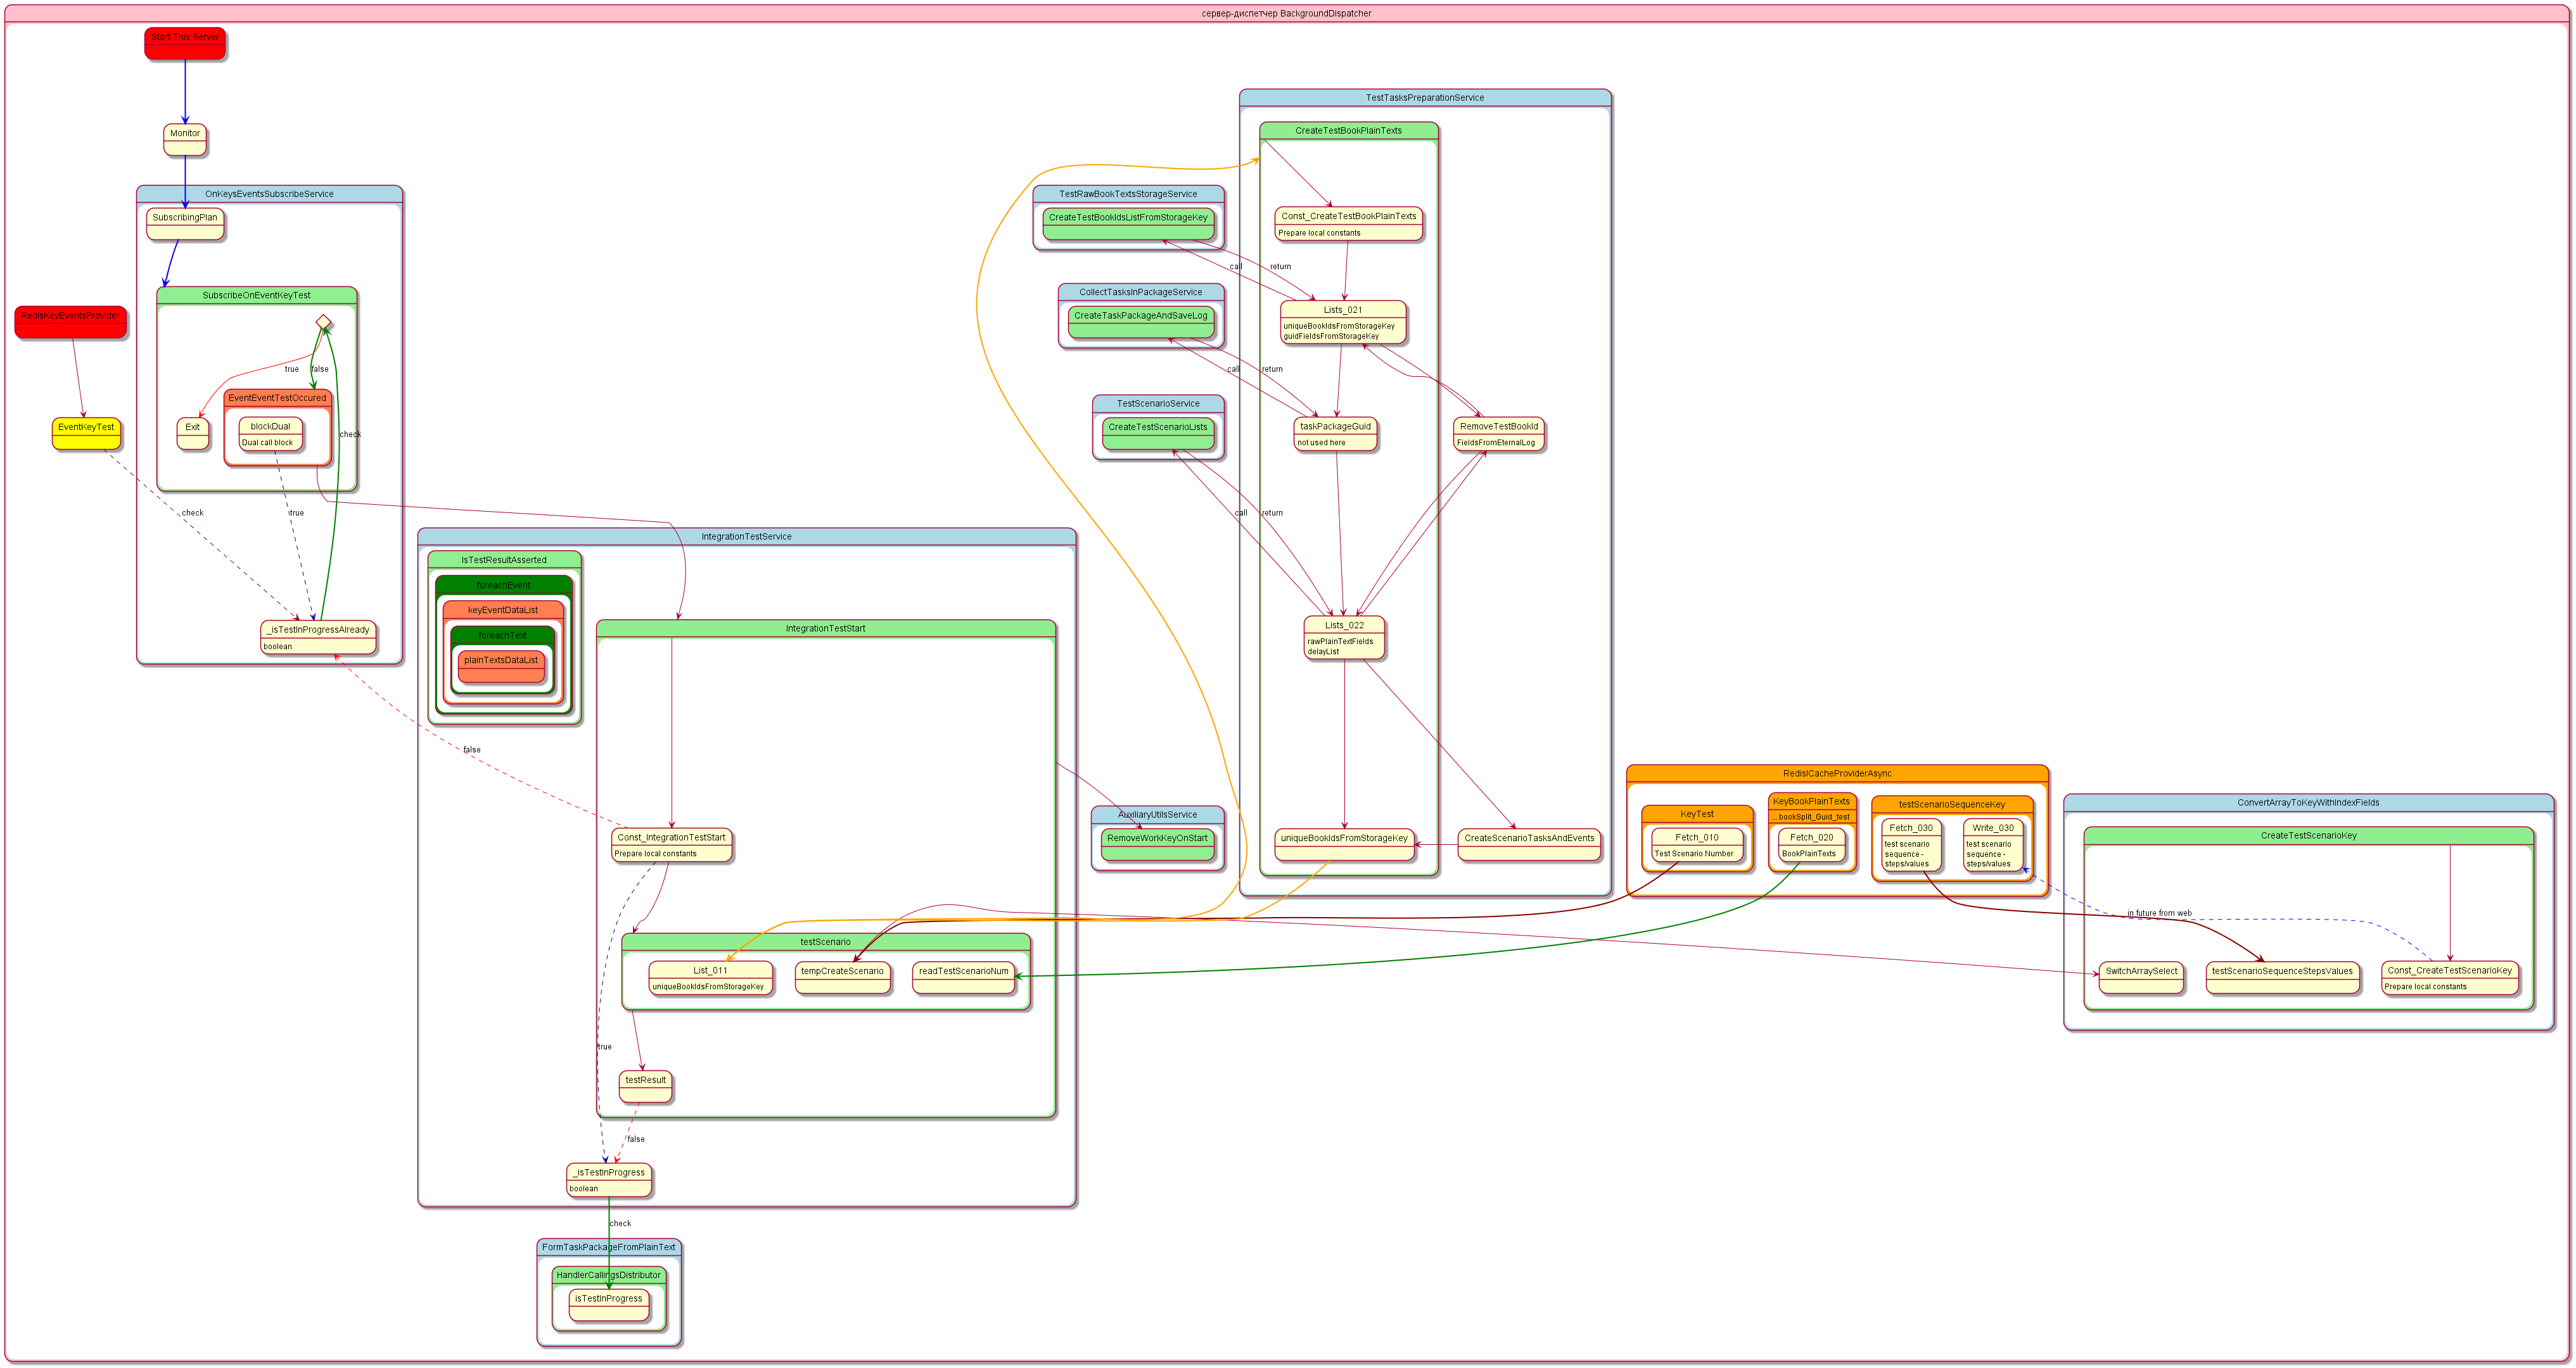 сервер-диспетчер BackgroundDispatcher
Start This Server
Monitor
OnKeysEventsSubscribeService
SubscribingPlan
SubscribeOnEventKeyTest
true
false
EventEventTestOccured
blockDual
Dual call block
Exit
check
true
_isTestInProgressAlready
boolean
RedisKeyEventsProvider
EventKeyTest
check
false
IntegrationTestService
IsTestResultAsserted
foreachEvent
keyEventDataList
foreachText
plainTextsDataList
IntegrationTestStart
Const_IntegrationTestStart
Prepare local constants
testScenario
List_011
uniqueBookIdsFromStorageKey
tempCreateScenario
readTestScenarioNum
true
testResult
false
_isTestInProgress
boolean
check
FormTaskPackageFromPlainText
HandlerCallingsDistributor
isTestInProgress
TestRawBookTextsStorageService
CreateTestBookIdsListFromStorageKey
call
return
CollectTasksInPackageService
CreateTaskPackageAndSaveLog
call
return
TestScenarioService
CreateTestScenarioLists
call
return
AuxiliaryUtilsService
RemoveWorkKeyOnStart
TestTasksPreparationService
CreateTestBookPlainTexts
Const_CreateTestBookPlainTexts
Prepare local constants
Lists_021
uniqueBookIdsFromStorageKey
guidFieldsFromStorageKey
taskPackageGuid
not used here
RemoveTestBookId
FieldsFromEternalLog
Lists_022
rawPlainTextFields
delayList
uniqueBookIdsFromStorageKey
CreateScenarioTasksAndEvents
RedisICacheProviderAsync
KeyTest
Fetch_010
Test Scenario Number
KeyBookPlainTexts
... bookSplit_Guid_test
Fetch_020
BookPlainTexts
testScenarioSequenceKey
Fetch_030
test scenario
sequence -
steps/values
Write_030
test scenario
sequence -
steps/values
ConvertArrayToKeyWithIndexFields
CreateTestScenarioKey
in future from web
SwitchArraySelect
testScenarioSequenceStepsValues
Const_CreateTestScenarioKey
Prepare local constants